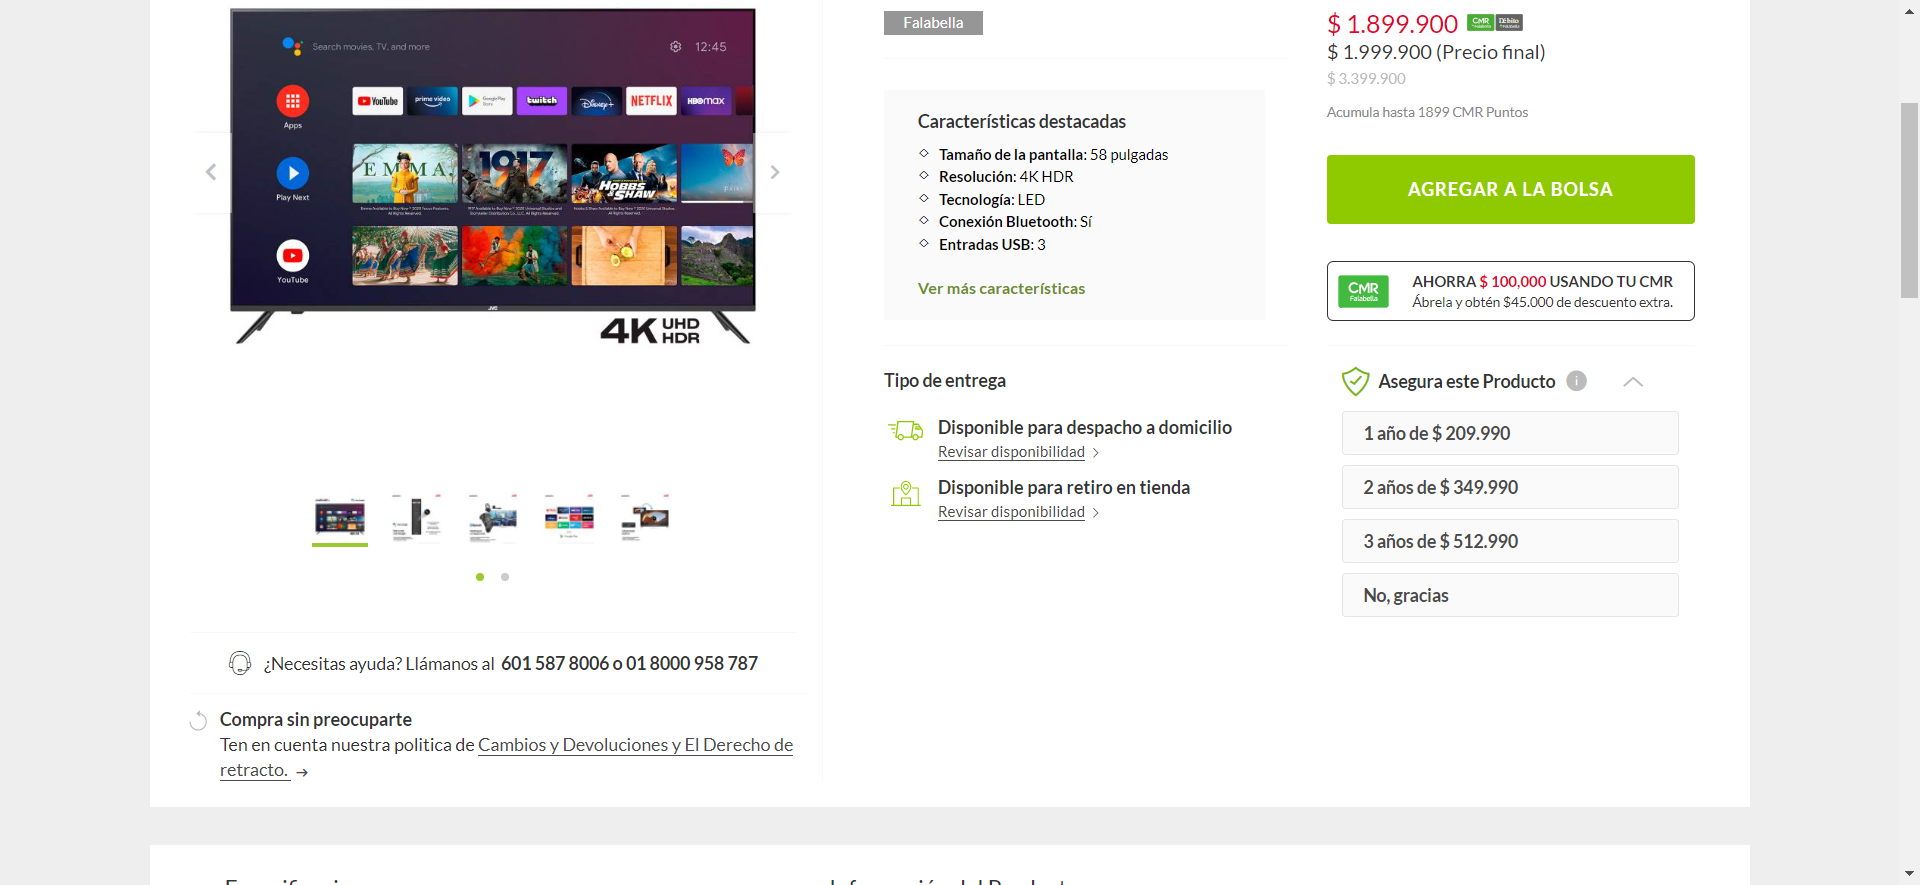 Search movies, TV, and more
12:45
Apps
YouTube
prime video
Google Play
twitch
Disney+
NETFLIX
HBOMAX
Play Next
EMMA.
1917
HOBBS
& SHAW
YouTube
JVC
4K UHD
HDR
Falabella
Características destacadas
Tamaño de la pantalla: 58 pulgadas
Resolución: 4K HDR
Tecnología: LED
Conexión Bluetooth: Sí
Entradas USB: 3
Ver más características
Tipo de entrega
Disponible para despacho a domicilio
Revisar disponibilidad
Disponible para retiro en tienda
Revisar disponibilidad
$ 1.899.900
CMR
$ 1.999.900 (Precio final)
$ 3.399.900
Acumula hasta 1899 CMR Puntos
AGREGAR A LA BOLSA
CMR
Falabella
AHORRA $ 100,000 USANDO TU CMR
Ábrela y obtén $45.000 de descuento extra.
Asegura este Producto
1 año de $ 209.990
2 años de $ 349.990
3 años de $ 512.990
No, gracias
¿Necesitas ayuda? Llámanos al 601 587 8006 o 01 8000 958 787
Compra sin preocuparte
Ten en cuenta nuestra politica de Cambios y Devoluciones y El Derecho de
retracto.